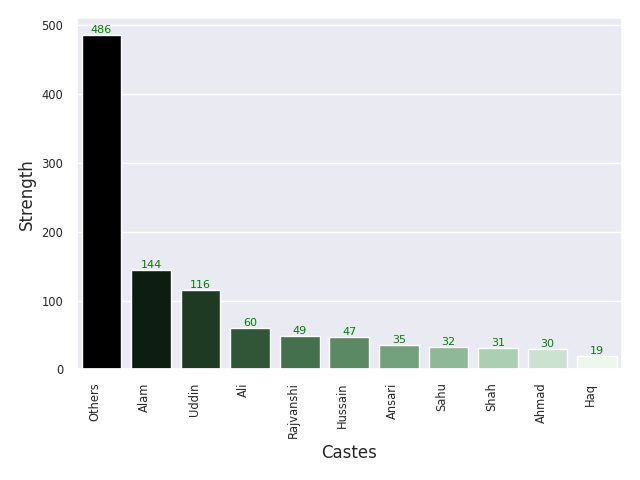 500
400
300
200
100
0
Strength
486
144
116
60
49
47
35
32
31
30
19
Others
Alam
Uddin
Ali
Rajvanshi
Hussain
Ansari
Sahu
Shah
Ahmad
Haq
Castes